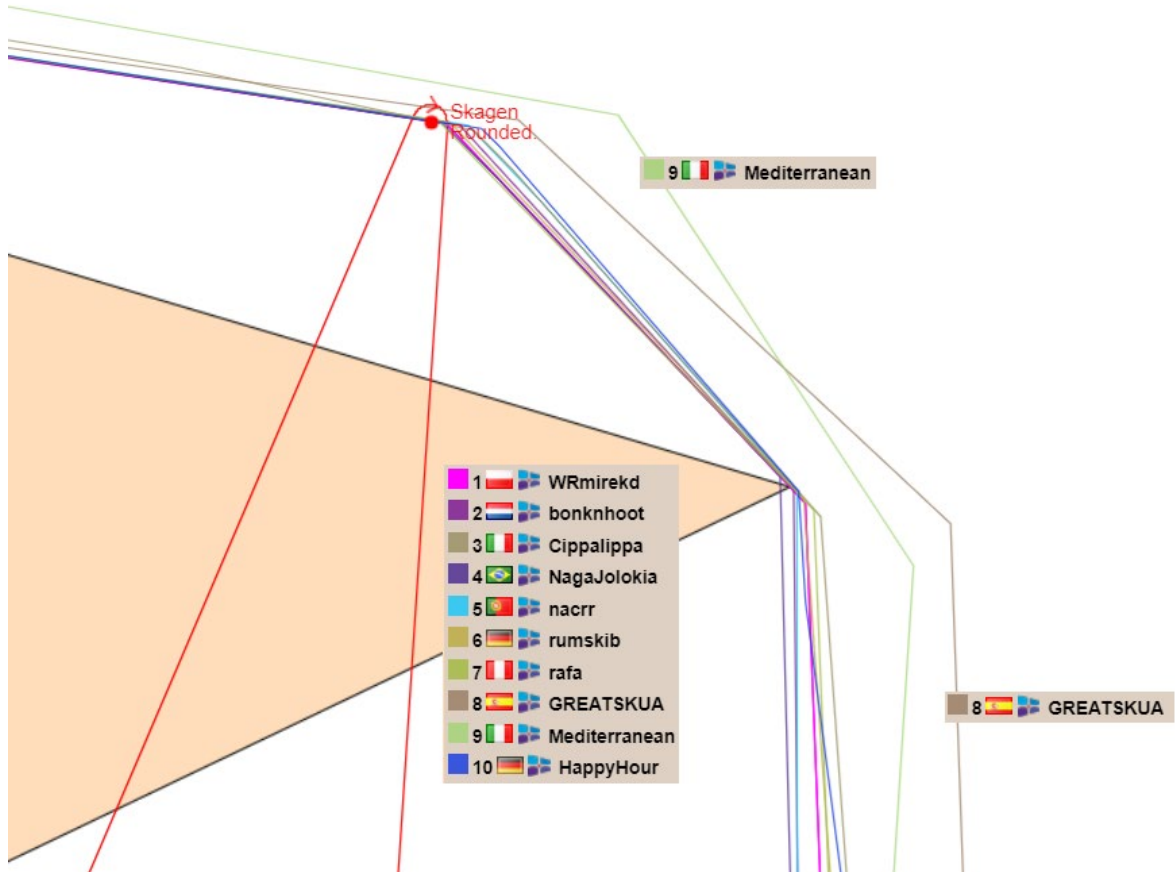 Skagen
Rounded.
9 Mediterranean
1 WRmirekd
2 bonknhoot
3 Cippalippa
4 NagaJolokia
5 nacrr
6 rumskib
7 rafa
8 GREATSKUA
9 Mediterranean
10 HappyHour
8 GREATSKUA